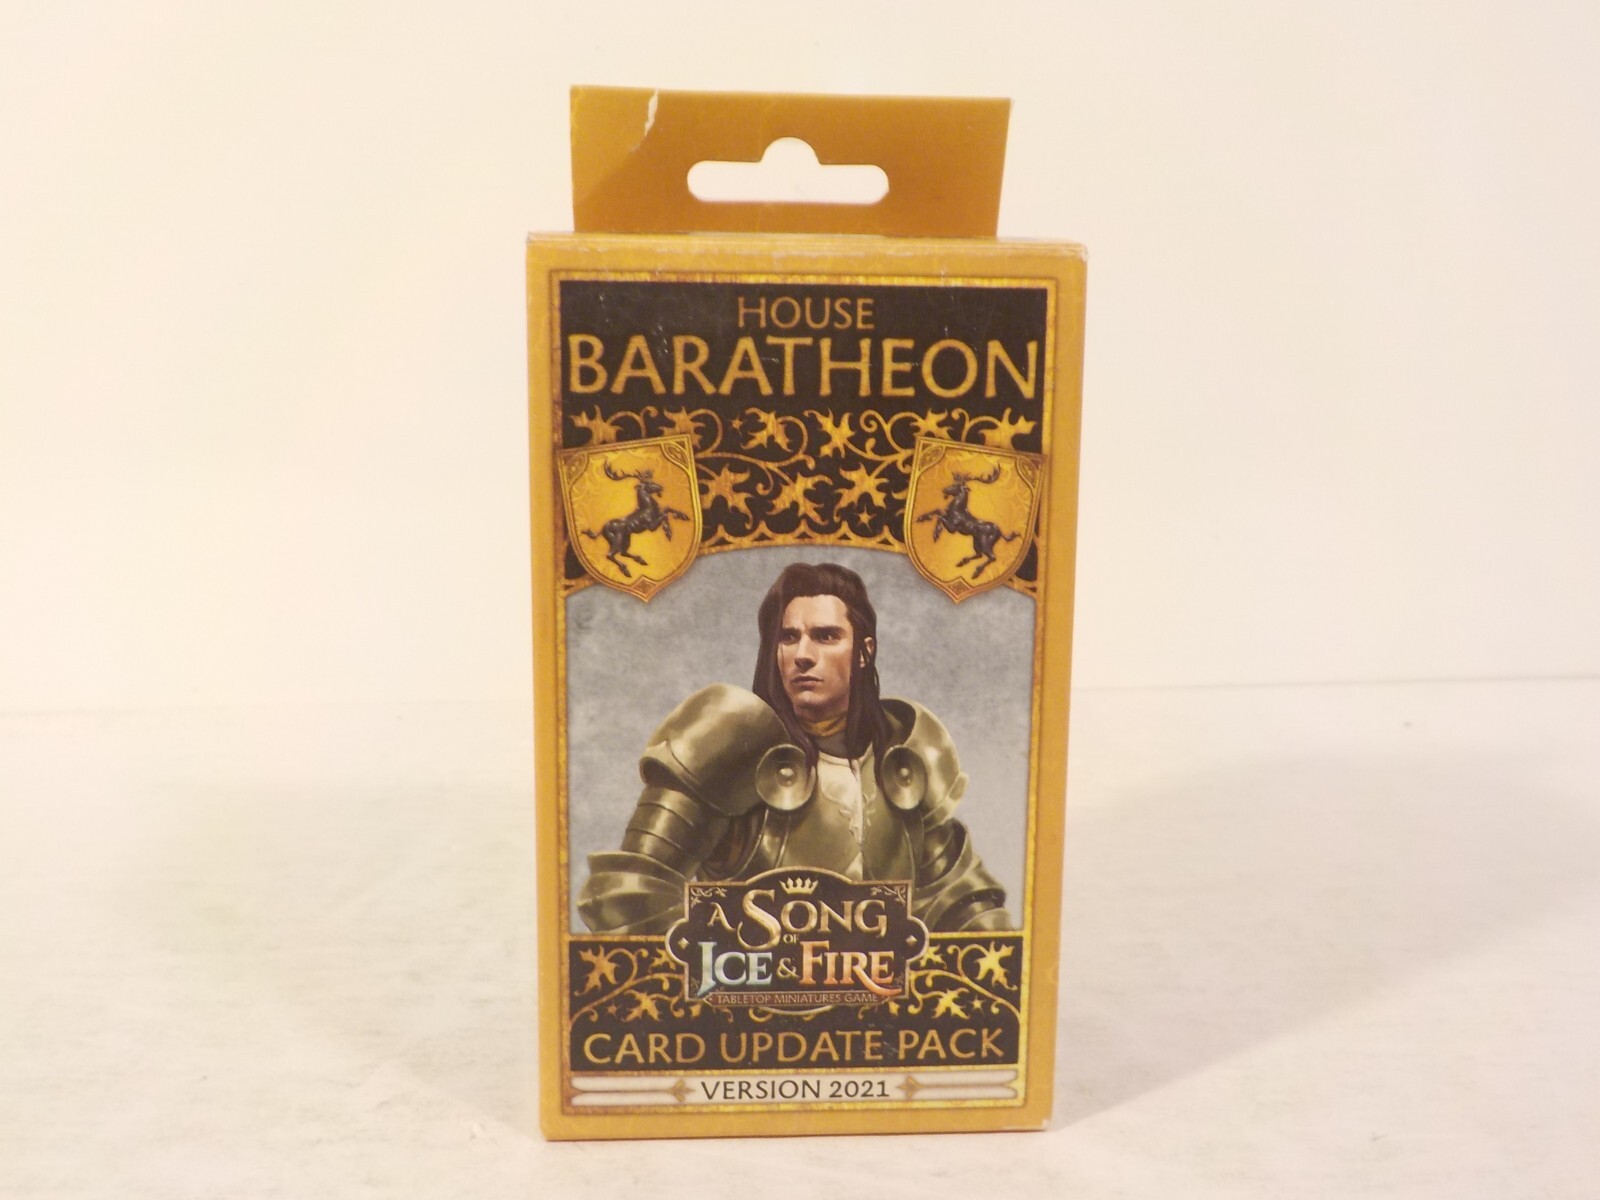 HOUSE
BARATHEON
A SONG
OF
ICE & FIRE
TABLETOP MINIATURES GAME
CARD UPDATE PACK
VERSION 2021